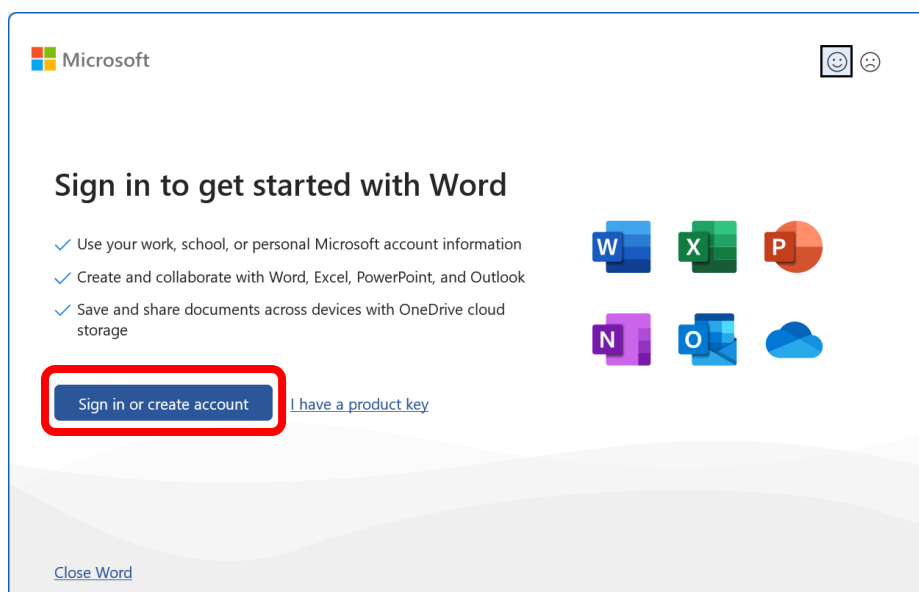 Microsoft
Sign in to get started with Word
Use your work, school, or personal Microsoft account information
Create and collaborate with Word, Excel, PowerPoint, and Outlook
Save and share documents across devices with OneDrive cloud
storage
W
X
P
N
O
Sign in or create account
I have a product key
Close Word